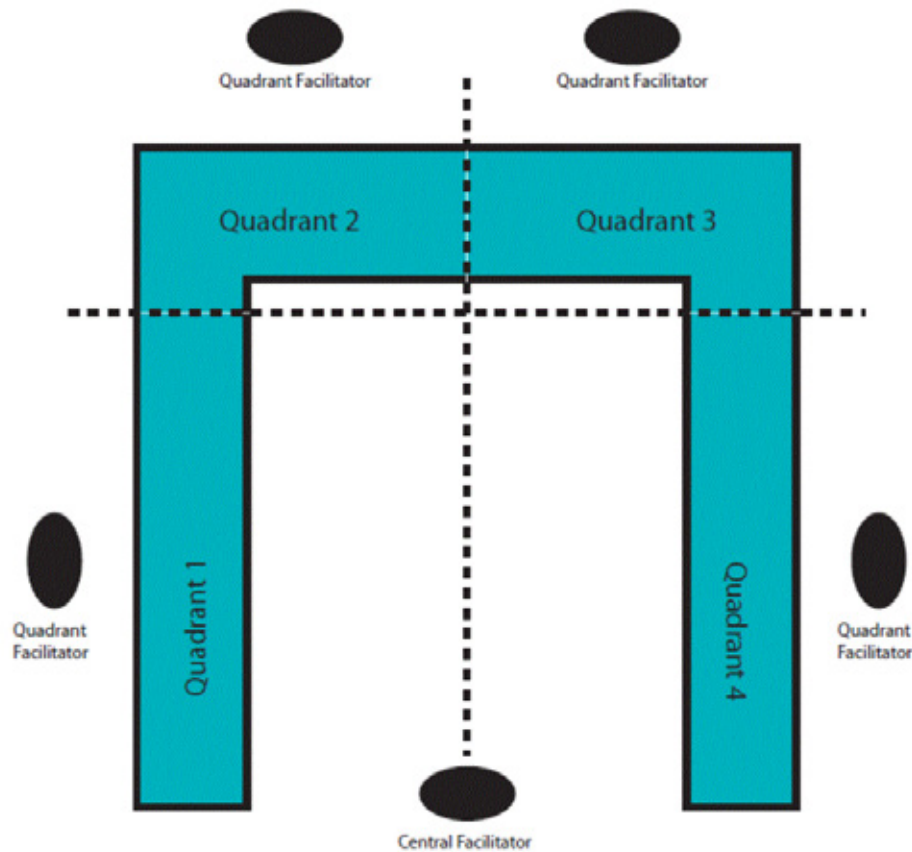 Quadrant Facilitator
Quadrant Facilitator
Quadrant 2
Quadrant 3
Quadrant 1
Quadrant 4
Quadrant
Facilitator
Quadrant
Facilitator
Central Facilitator